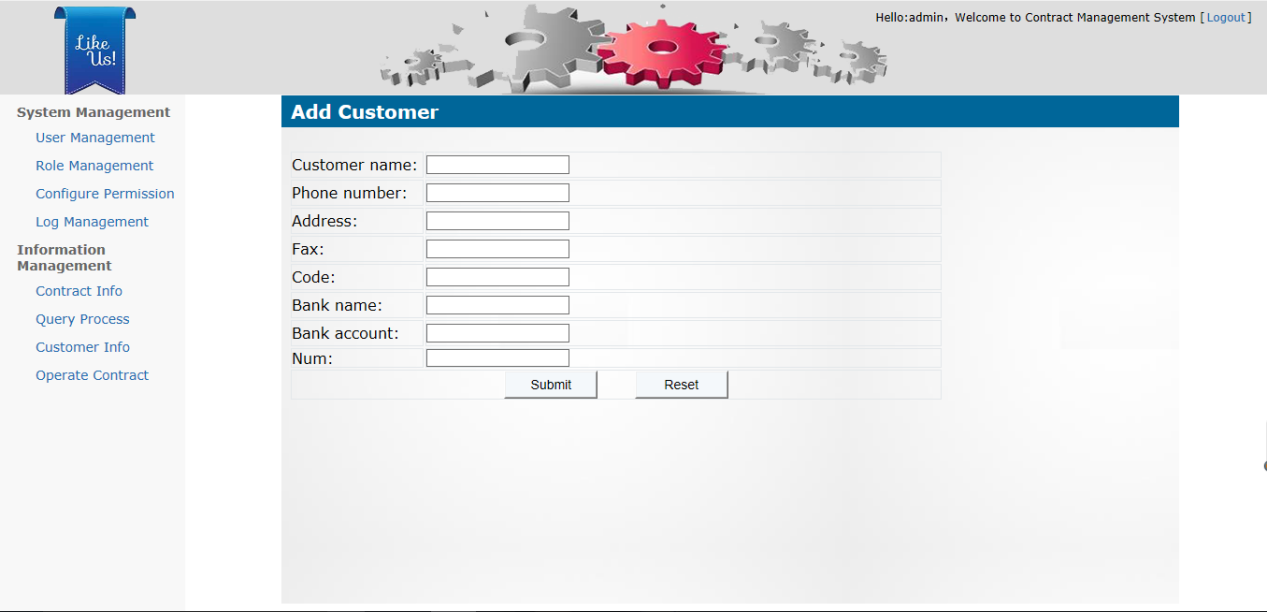 Like
Us!
Hello:admin，Welcome to Contract Management System [Logout]
System Management
User Management
Role Management
Configure Permission
Log Management
Information
Management
Contract Info
Query Process
Customer Info
Operate Contract
Add Customer
Customer name:
Phone number:
Address:
Fax:
Code:
Bank name:
Bank account:
Num:
Submit Reset